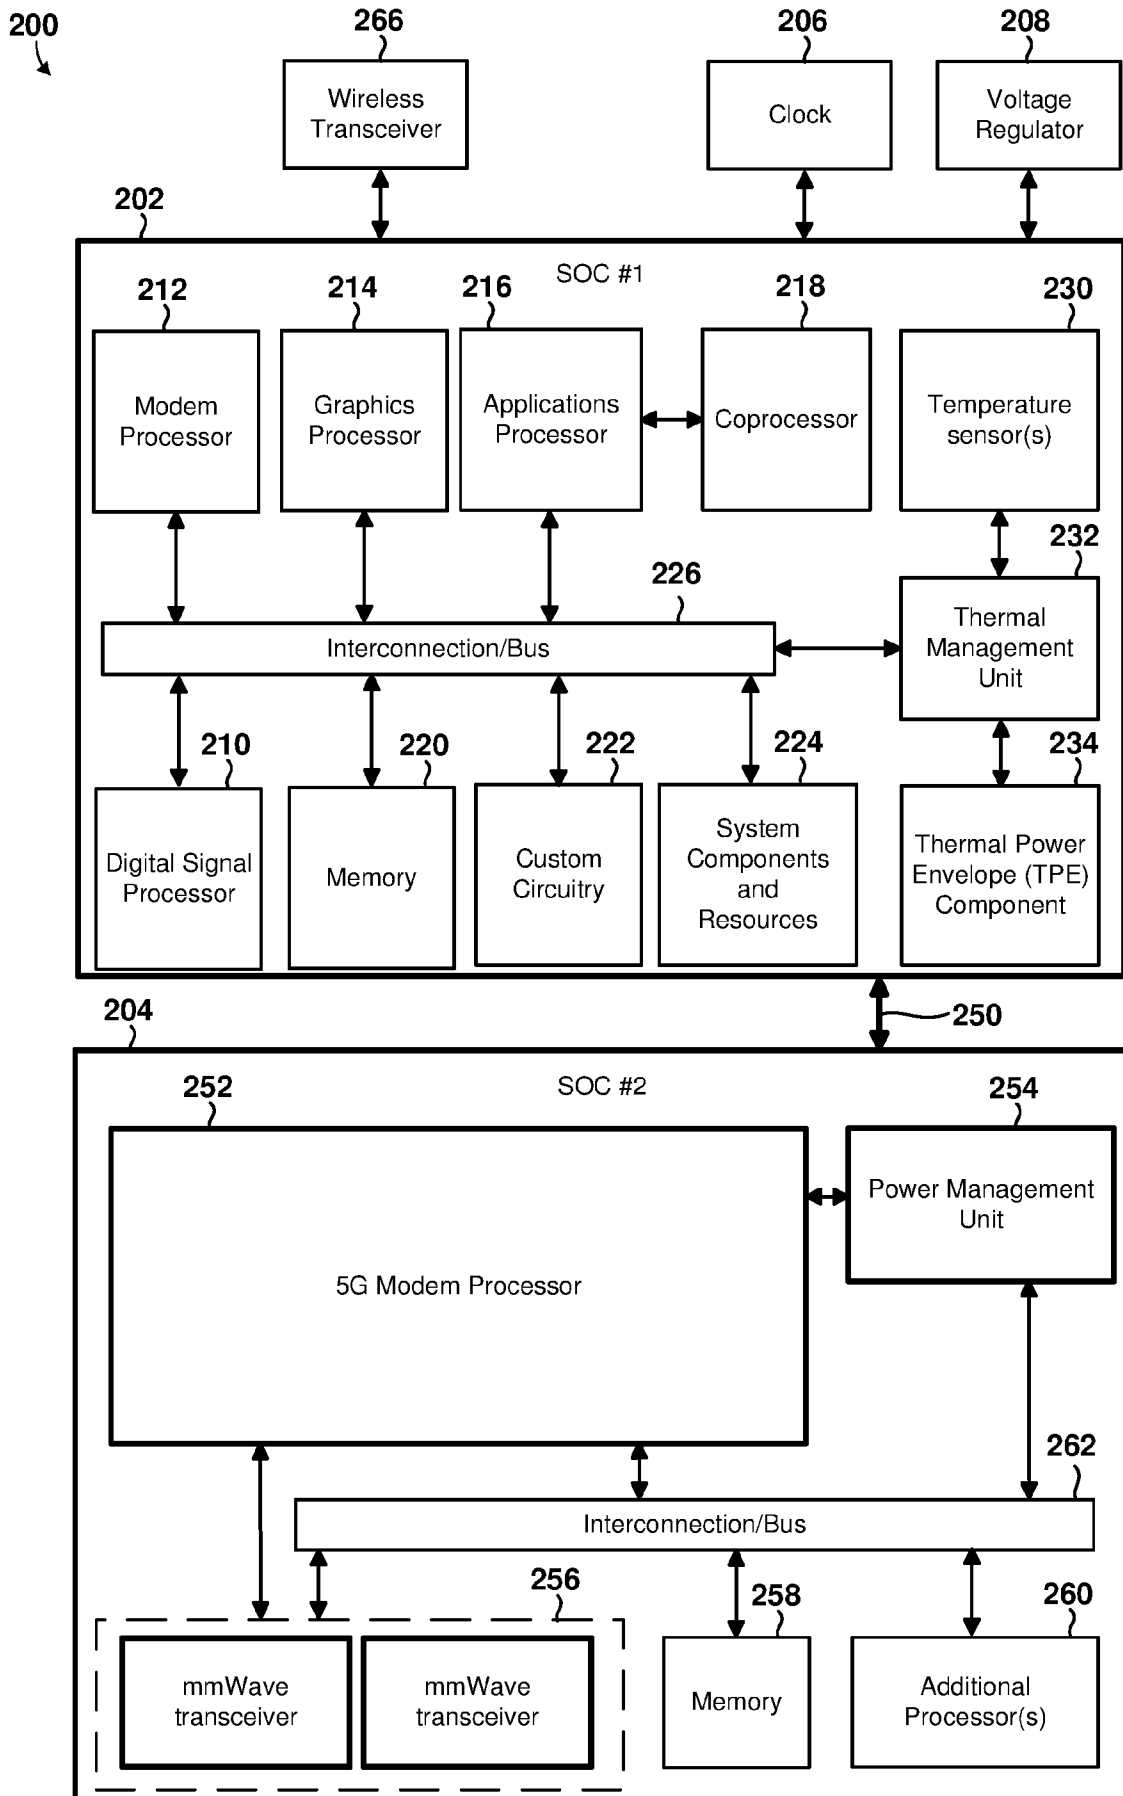 200
266
206
208
Wireless
Transceiver
Clock
Voltage
Regulator
202
SOC #1
212
214
216
218
230
Modem
Processor
Graphics
Processor
Applications
Processor
Coprocessor
Temperature
sensor(s)
232
226
Interconnection/Bus
Thermal
Management
Unit
210
220
222
224
234
Digital Signal
Processor
Memory
Custom
Circuitry
System
Components
and
Resources
Thermal Power
Envelope (TPE)
Component
204
250
SOC #2
252
254
5G Modem Processor
Power Management
Unit
262
Interconnection/Bus
256
258
260
mmWave
transceiver
mmWave
transceiver
Memory
Additional
Processor(s)